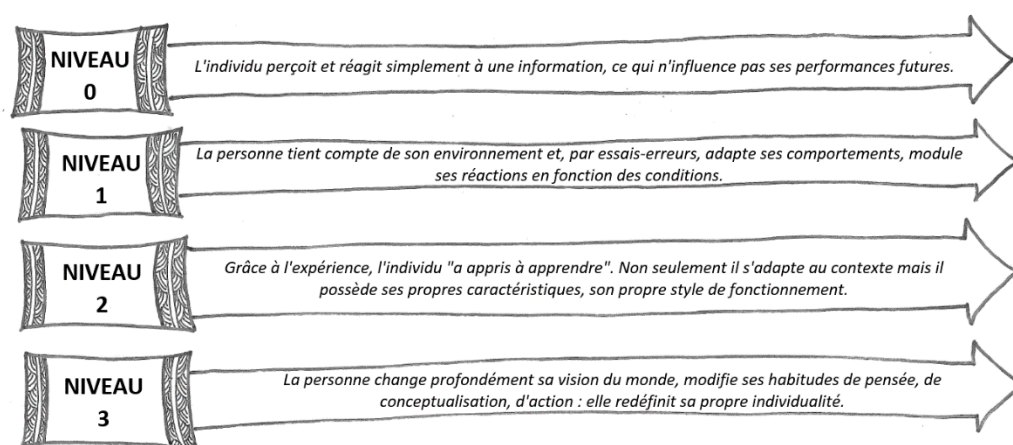 NIVEAU
0
L'individu perçoit et réagit simplement à une information, ce qui n'influence pas ses performances futures.
NIVEAU
1
La personne tient compte de son environnement et, par essais-erreurs, adapte ses comportements, module
ses réactions en fonction des conditions.
NIVEAU
2
Grâce à l'expérience, l'individu "a appris à apprendre". Non seulement il s'adapte au contexte mais il
possède ses propres caractéristiques, son propre style de fonctionnement.
NIVEAU
3
La personne change profondément sa vision du monde, modifie ses habitudes de pensée, de
conceptualisation, d'action : elle redéfinit sa propre individualité.